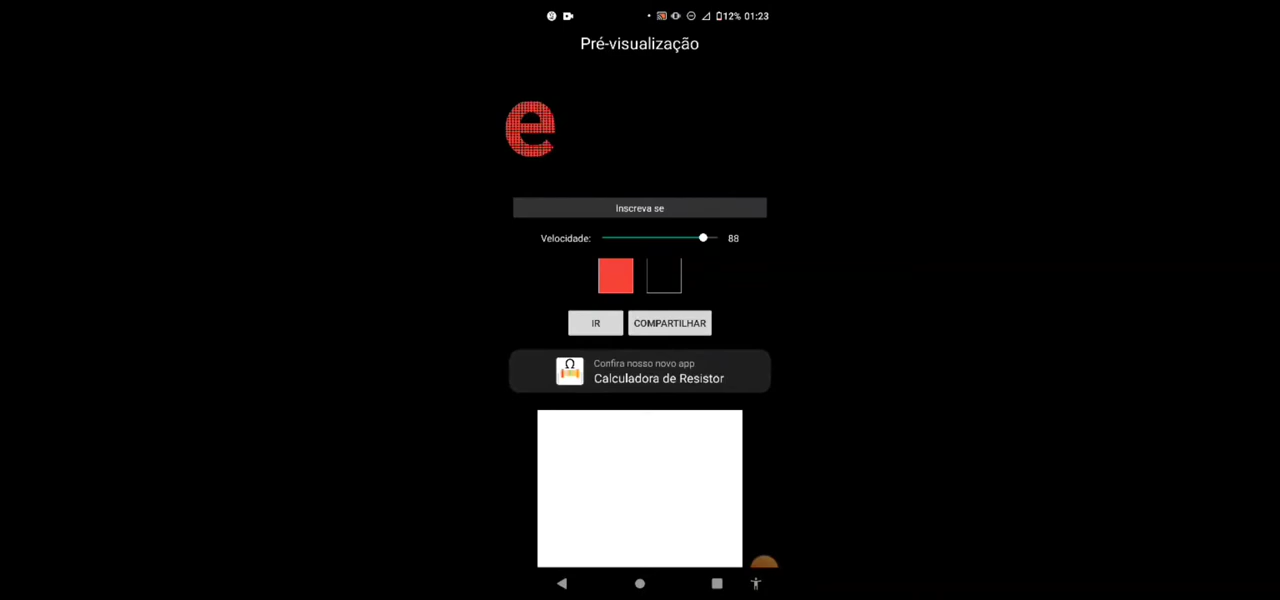 12% 01:23
Pré-visualização
e
Inscreva se
Velocidade: 88
IR COMPARTILHAR
Ω
Confira nosso novo app
Calculadora de Resistor